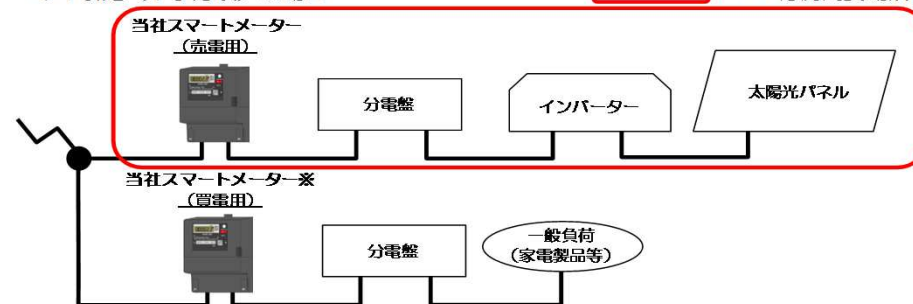 当社スマートメーター
（売電用）
分電盤
インバーター
太陽光パネル
当社スマートメーター※
（買電用）
分電盤
一般負荷
（家電製品等）